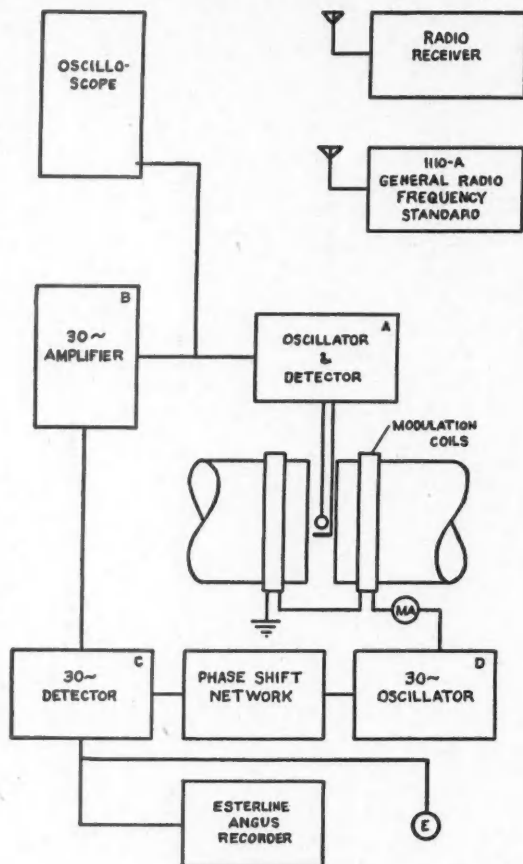 OSCILLO-
SCOPE
RADIO
RECEIVER
1110-A
GENERAL RADIO
FREQUENCY
STANDARD
B
30~
AMPLIFIER
A
OSCILLATOR
&
DETECTOR
MODULATION
COILS
MA
C
30~
DETECTOR
PHASE SHIFT
NETWORK
D
30~
OSCILLATOR
ESTERLINE
ANGUS
RECORDER
E